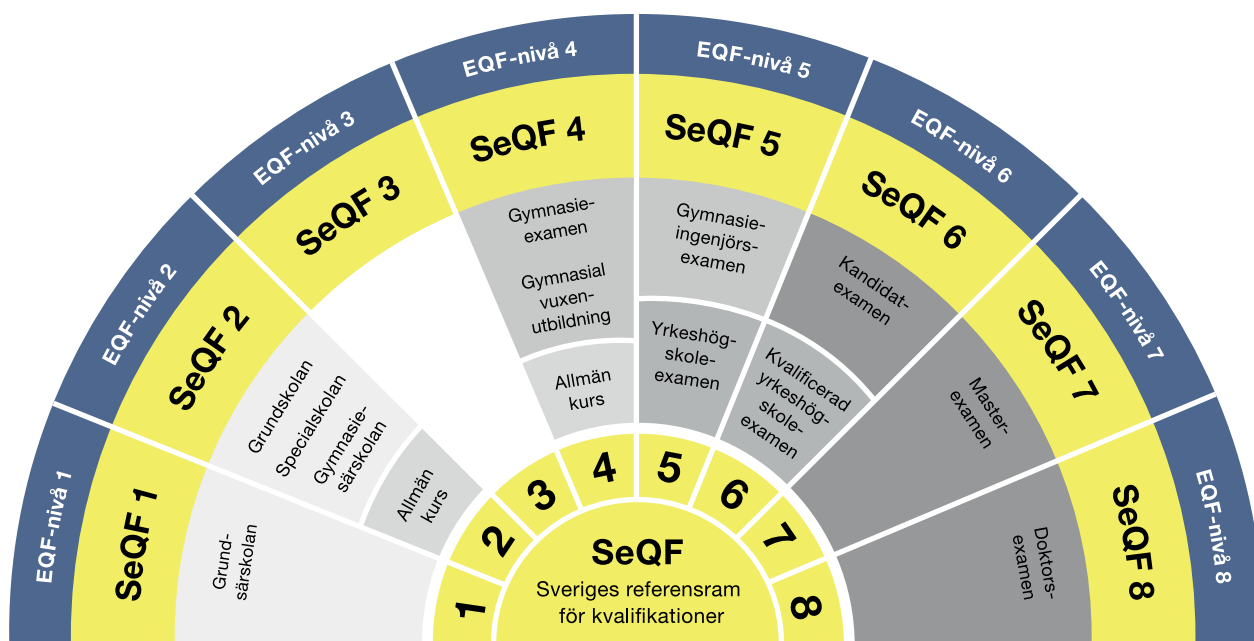 EQF-nivå 1
EQF-nivå 2
EQF-nivå 3
EQF-nivå 4
EQF-nivå 5
EQF-nivå 6
EQF-nivå 7
EQF-nivå 8
SeQF 1
SeQF 2
SeQF 3
SeQF 4
SeQF 5
SeQF 6
SeQF 7
SeQF 8
Grund-
särskolan
Grundskolan
Specialskolan
Gymnasie-
särskolan
Allmän
kurs
Gymnasie-
examen
Gymnasial
vuxen-
utbildning
Allmän
kurs
Gymnasie-
ingenjörs-
examen
Yrkeshög-
skole-
examen
Kandidat-
examen
Kvalificerad
yrkeshög-
skole-
examen
Master-
examen
Doktors-
examen
1
2
3
4
5
6
7
8
SeQF
Sveriges referensram
för kvalifikationer